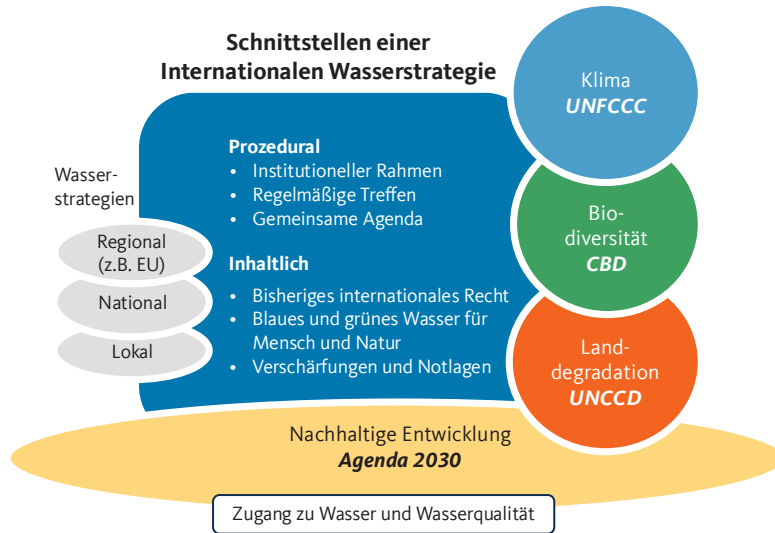 Schnittstellen einer
Internationalen Wasserstrategie
Wasser-
strategien
Regional
(z.B. EU)
National
Lokal
Prozedural
• Institutioneller Rahmen
• Regelmäßige Treffen
• Gemeinsame Agenda
Inhaltlich
• Bisheriges internationales Recht
• Blaues und grünes Wasser für
Mensch und Natur
• Verschärfungen und Notlagen
Klima
UNFCCC
Bio-
diversität
CBD
Land-
degradation
UNCCD
Nachhaltige Entwicklung
Agenda 2030
Zugang zu Wasser und Wasserqualität